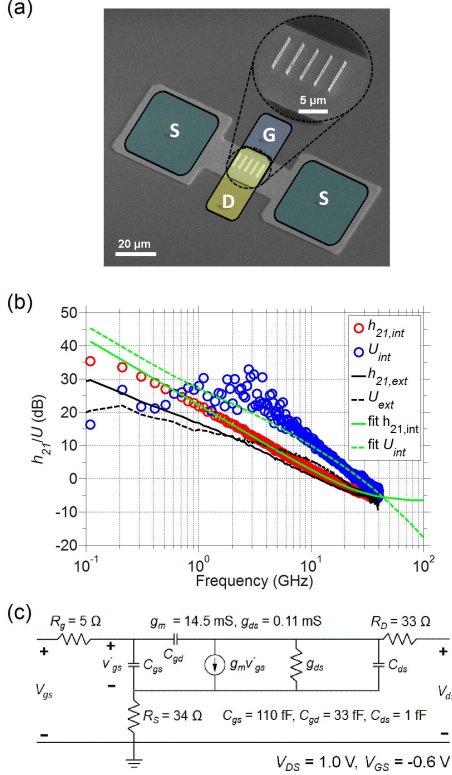 (a)
5 µm
S
G
D
S
20 µm
(b)
h21/U (dB)
50
40
30
20
10
0
-10
-20
h21,int
Uint
h21,ext
Uext
fit h21,int
fit Uint
10-1
100
101
102
Frequency (GHz)
(c)
Rg = 5 Ω
gm = 14.5 mS, gds = 0.11 mS
RD = 33 Ω
Cgd
+
+
+
Vgs
v'gs
Cgs
gmv'gs
gds
Cds
Vd
-
-
-
RS = 34 Ω
Cgs = 110 fF, Cgd = 33 fF, Cds = 1 fF
VDS = 1.0 V, VGS = -0.6 V